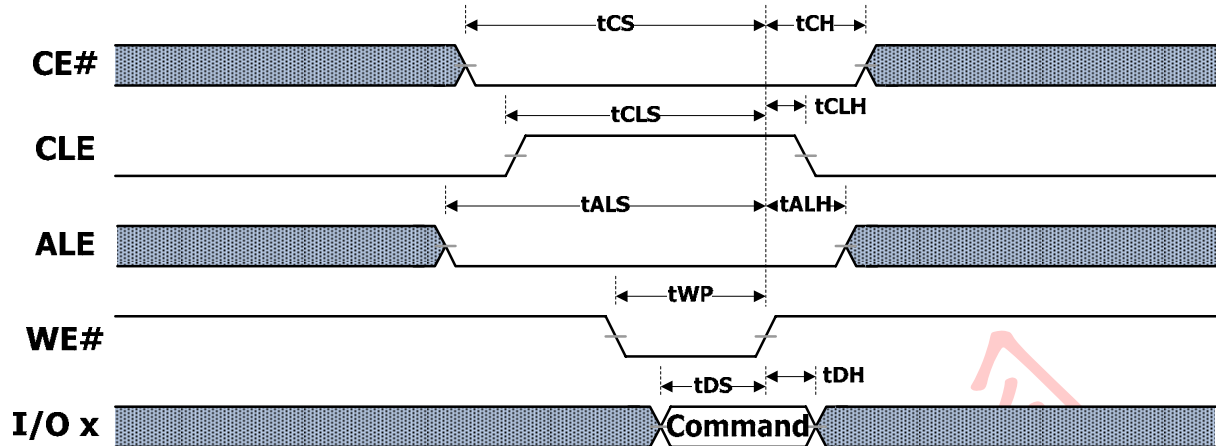 tCS tCH
CE#
tCLS tCLH
CLE
tALS tALH
ALE
tWP
WE#
tDS tDH
I/O x Command